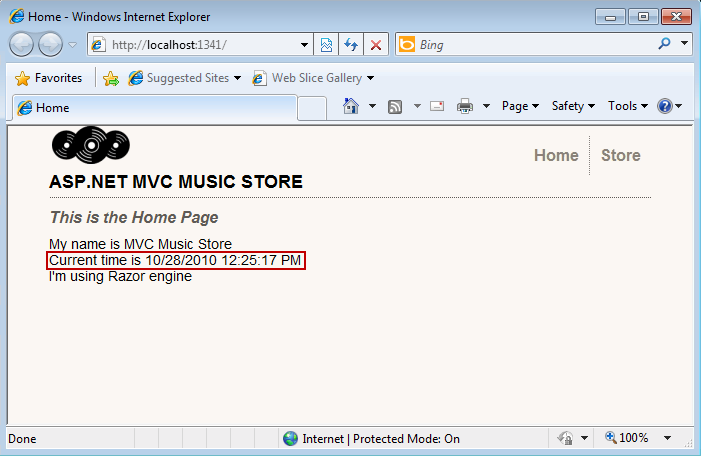 Home - Windows Internet Explorer
http://localhost:1341/
Bing
Favorites
Suggested Sites
Web Slice Gallery
Home
Page
Safety
Tools
Home
Store
ASP.NET MVC MUSIC STORE
This is the Home Page
My name is MVC Music Store
Current time is 10/28/2010 12:25:17 PM
I'm using Razor engine
Done
Internet | Protected Mode: On
100%